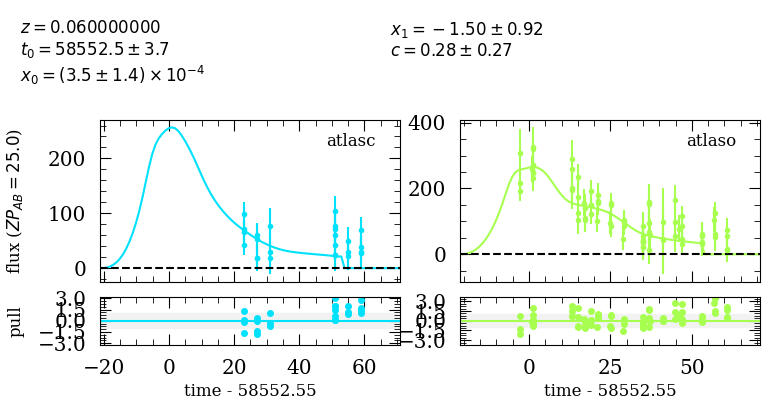 z = 0.060000000
t₀ = 58552.5 ± 3.7
x₀ = (3.5 ± 1.4) × 10⁻⁴
x₁ = −1.50 ± 0.92
c = 0.28 ± 0.27
atlasc
atlaso
flux (ZP_AB = 25.0)
200
100
0
400
200
0
pull
3.0
1.5
0.0
−1.5
−3.0
3.0
1.5
0.0
−1.5
−3.0
−20 0 20 40 60
0 25 50
time - 58552.55
time - 58552.55